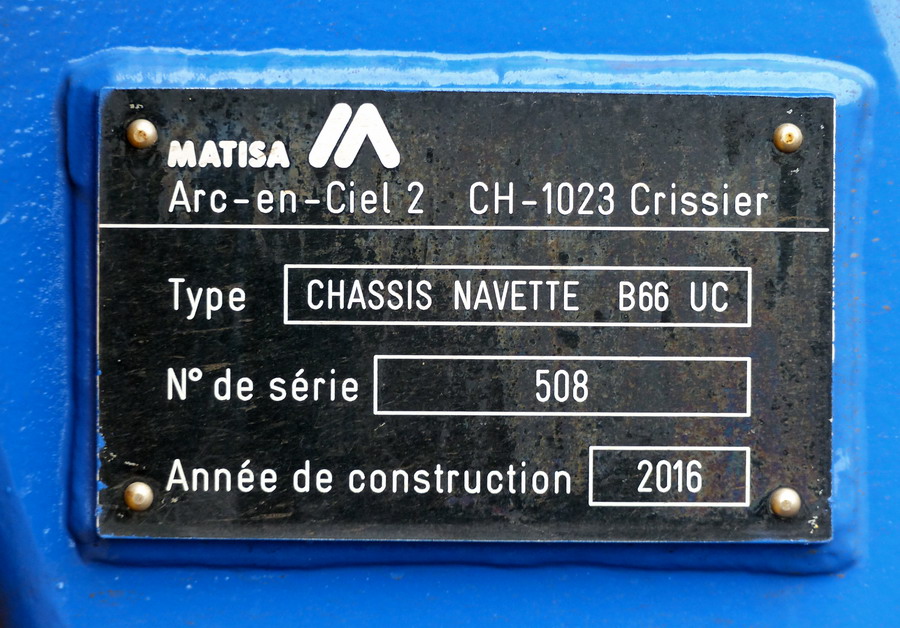 MATISA
Arc-en-Ciel 2 CH-1023 Crissier
Type CHASSIS NAVETTE B66 UC
N° de série 508
Année de construction 2016